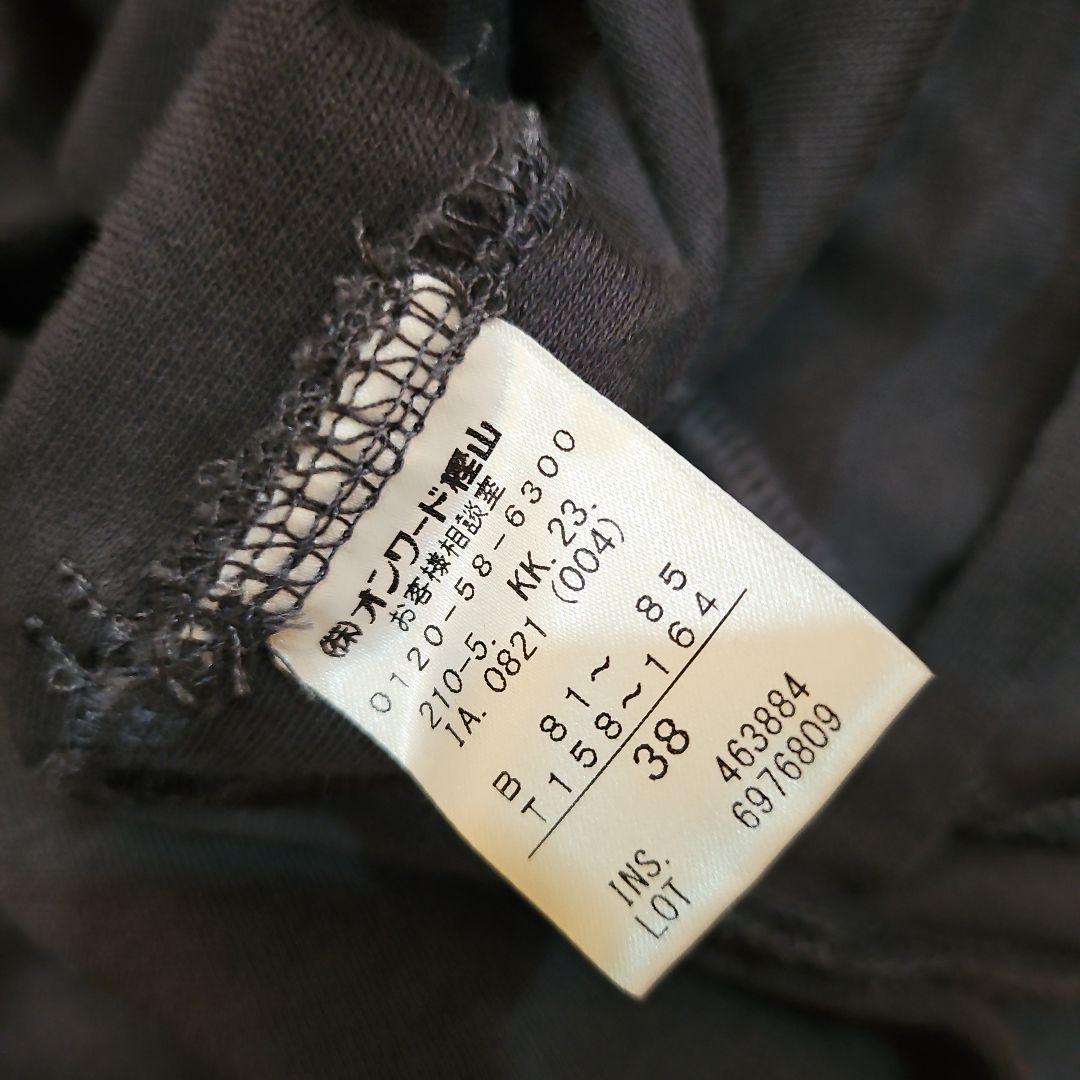 (株)オンワード樫山
お客様相談室
0120-58-6300
210-5. KK. 23.
IA. 0821 (004)
B 81~ 85
T158~164
38
INS. 463884
LOT 6976809